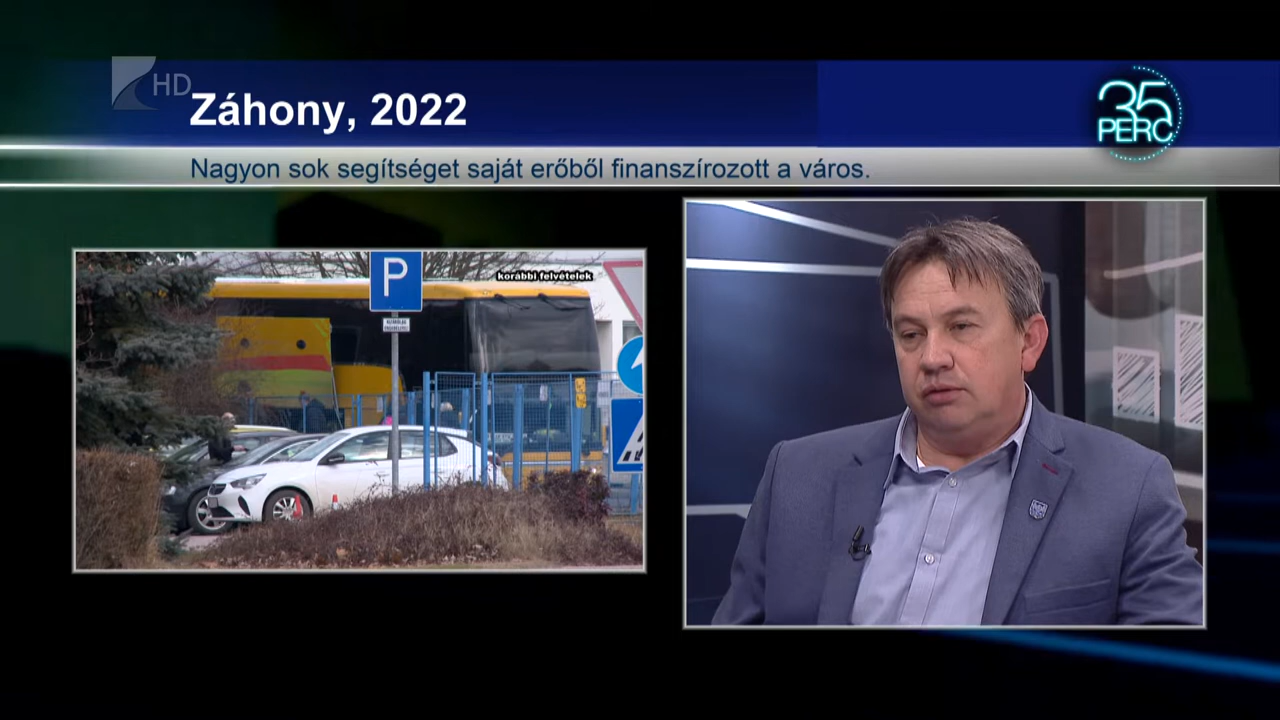 HD
Záhony, 2022
35
PERC
Nagyon sok segítséget saját erőből finanszírozott a város.
korábbi felvételek
P